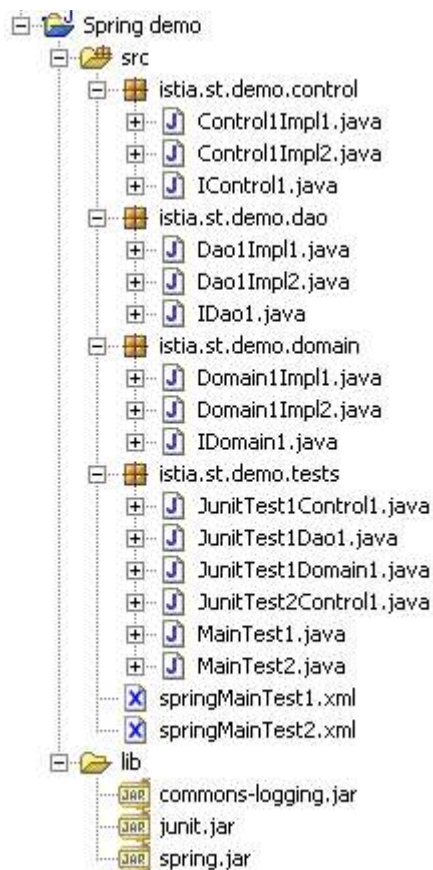 Spring demo
src
istia.st.demo.control
Control1Impl1.java
Control1Impl2.java
IControl1.java
istia.st.demo.dao
Dao1Impl1.java
Dao1Impl2.java
IDao1.java
istia.st.demo.domain
Domain1Impl1.java
Domain1Impl2.java
IDomain1.java
istia.st.demo.tests
JunitTest1Control1.java
JunitTest1Dao1.java
JunitTest1Domain1.java
JunitTest2Control1.java
MainTest1.java
MainTest2.java
springMainTest1.xml
springMainTest2.xml
lib
commons-logging.jar
junit.jar
spring.jar